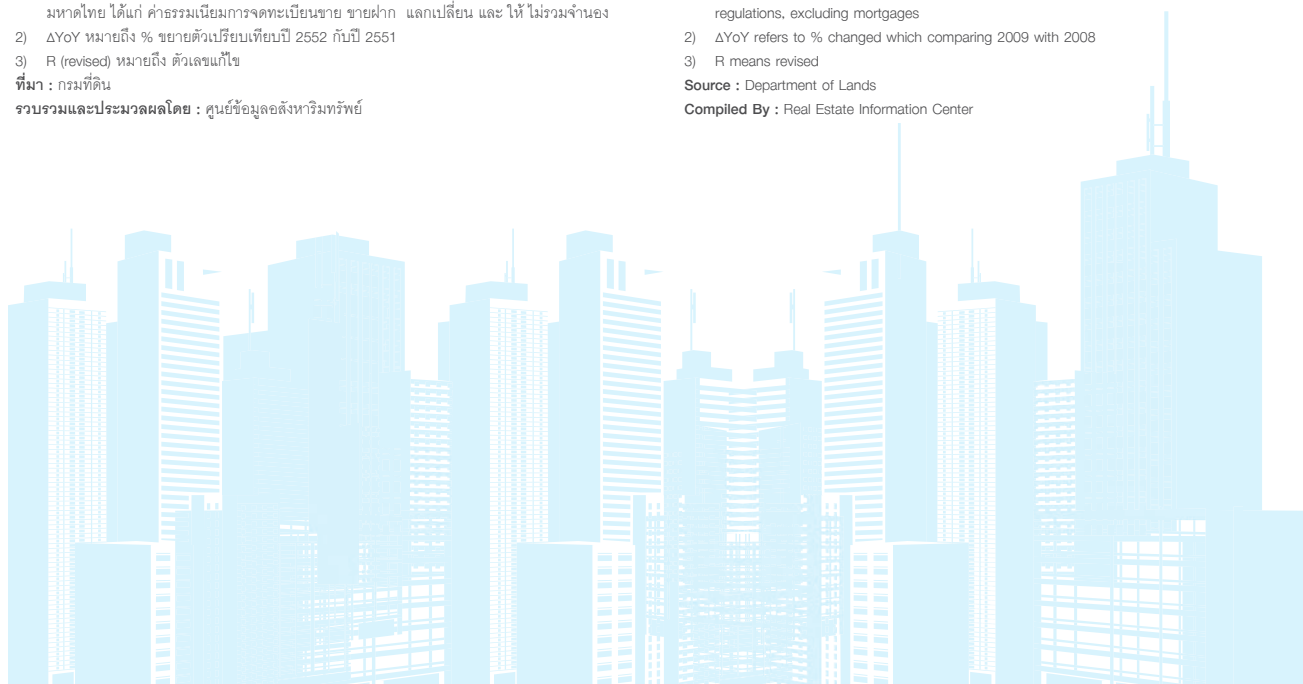 มหาดไทย ได้แก่ ค่าธรรมเนียมการจดทะเบียนขาย ขายฝาก แลกเปลี่ยน และ ให้ ไม่รวมจำนอง
2) ΔYoY หมายถึง % ขยายตัวเปรียบเทียบปี 2552 กับปี 2551
3) R (revised) หมายถึง ตัวเลขแก้ไข
ที่มา : กรมที่ดิน
รวบรวมและประมวลผลโดย : ศูนย์ข้อมูลอสังหาริมทรัพย์
regulations, excluding mortgages
2) ΔYoY refers to % changed which comparing 2009 with 2008
3) R means revised
Source : Department of Lands
Compiled By : Real Estate Information Center